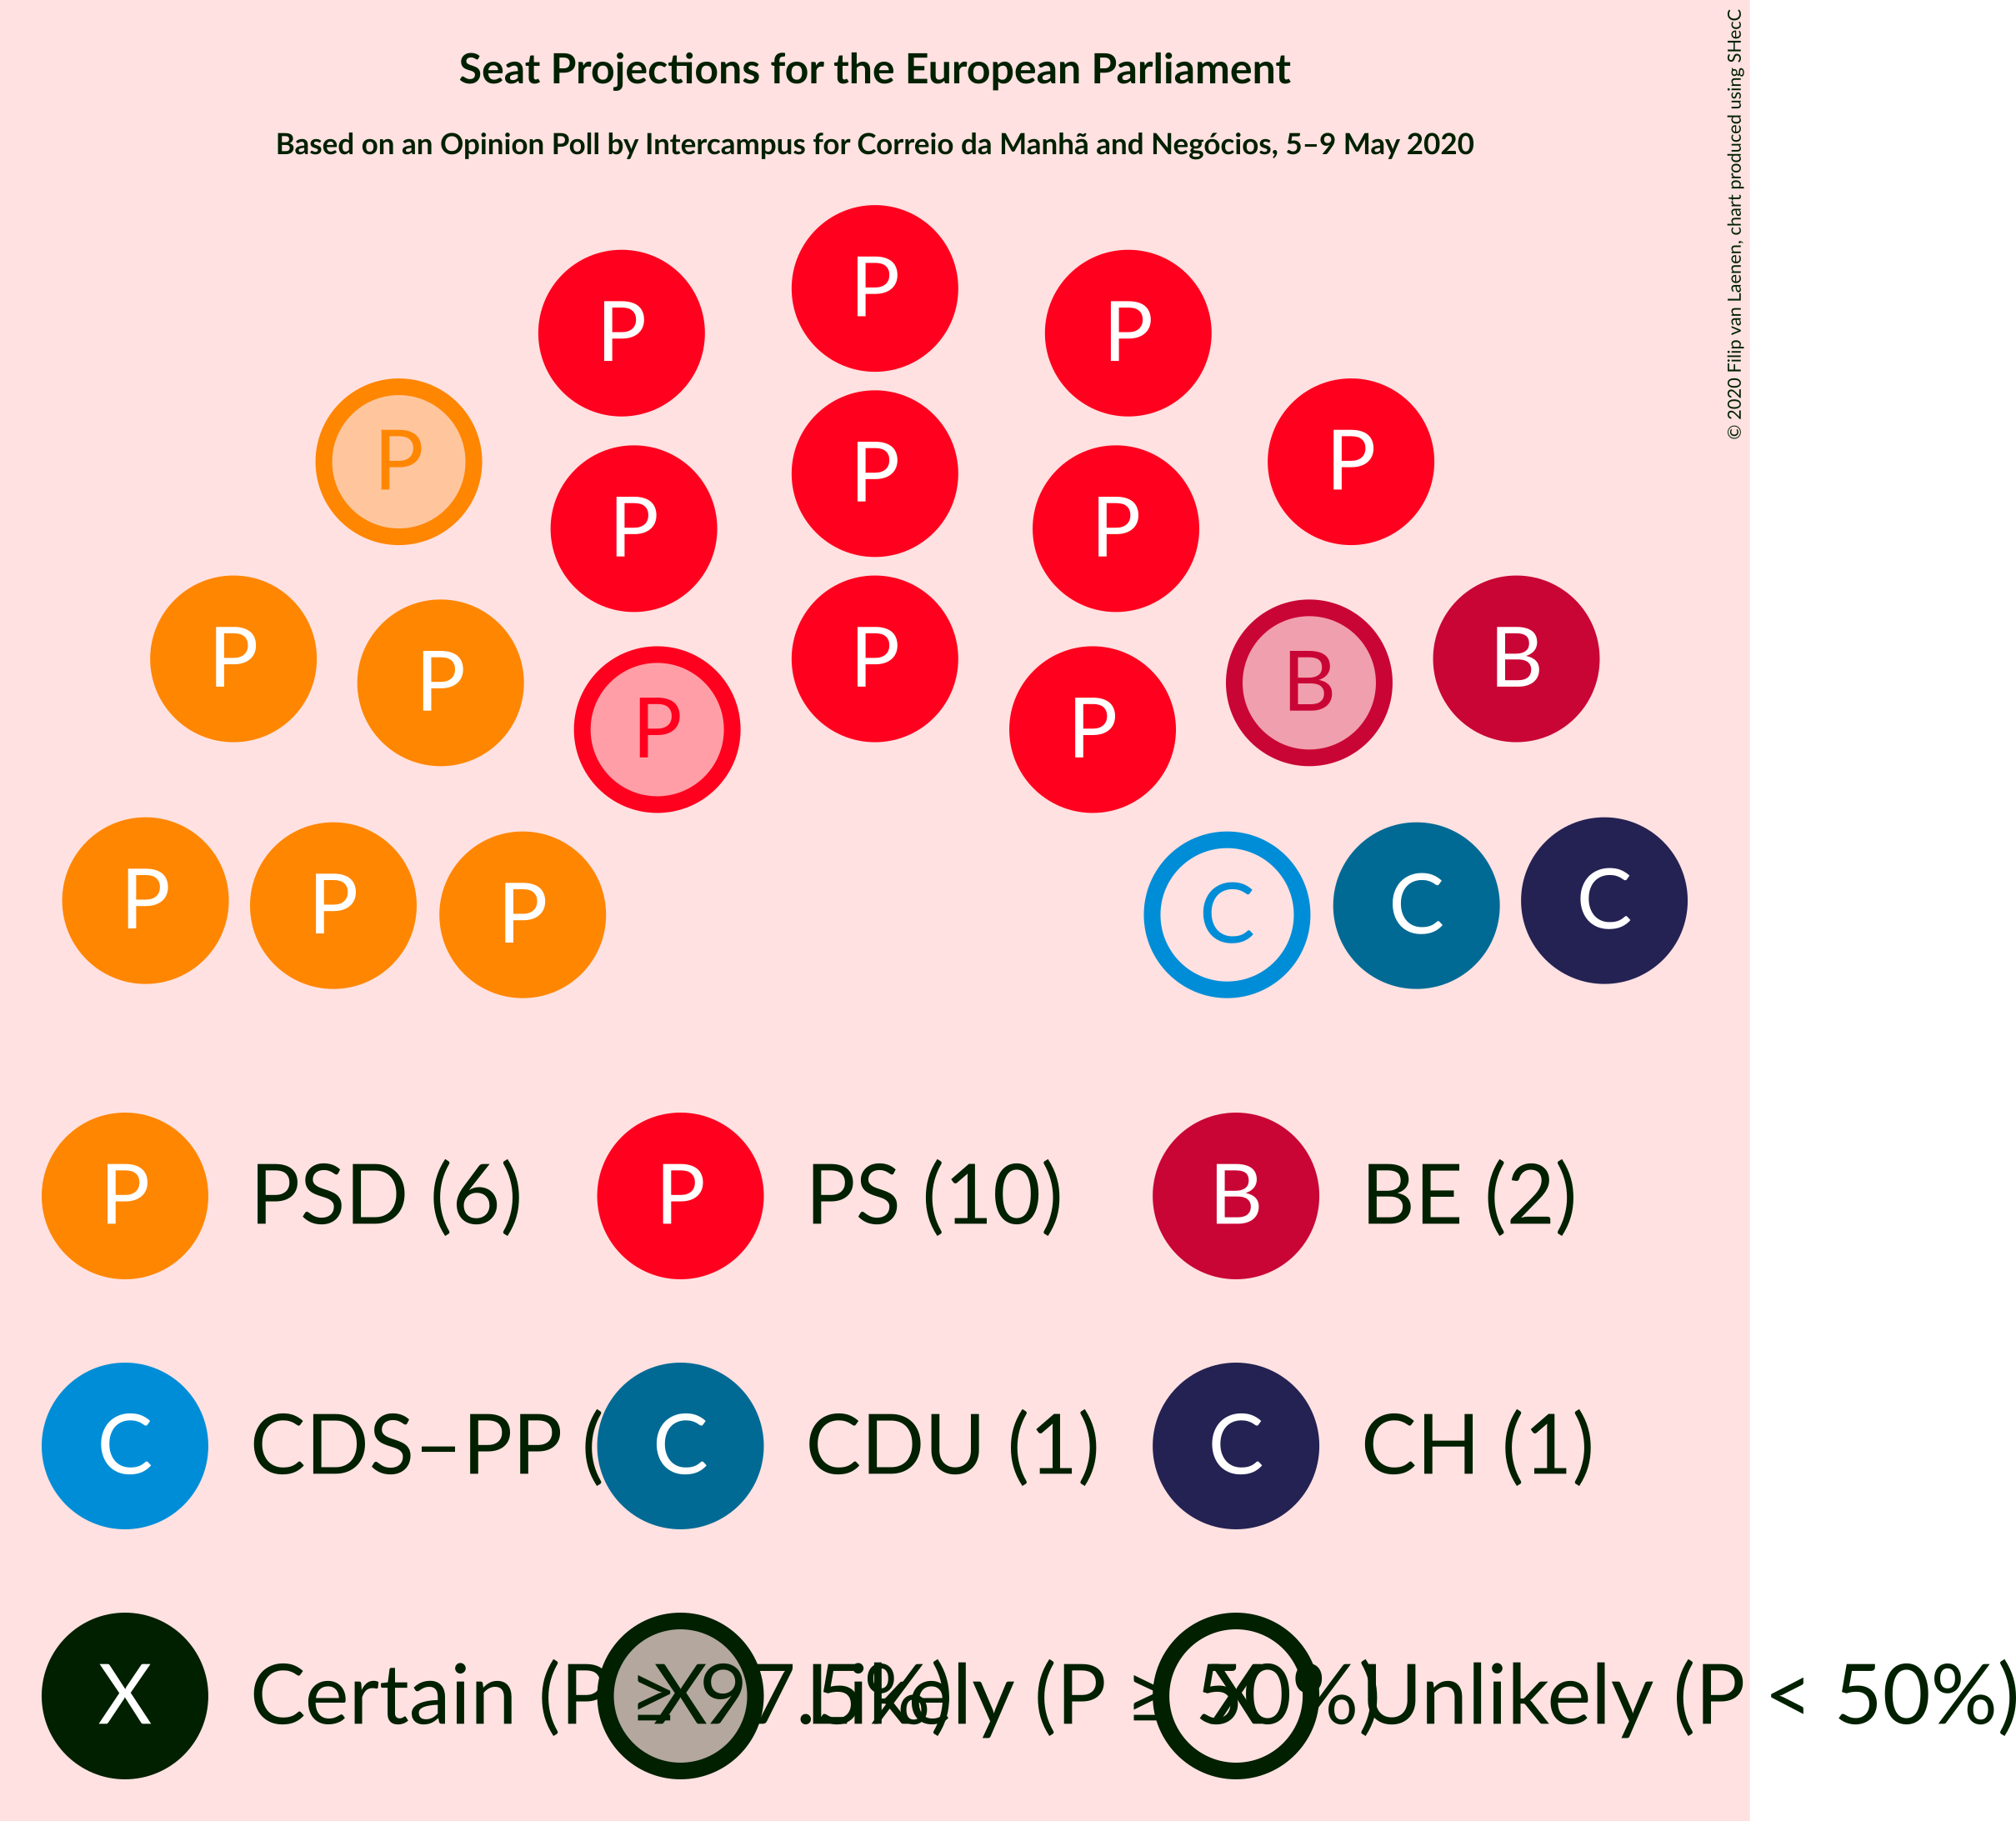 Seat Projections for the European Parliament
Based on an Opinion Poll by Intercampus for Correio da Manhã and Negócios, 5–9 May 2020
© 2020 Filip van Laenen, chart produced using SHecC
P
P P
P P
P
P P
P B
P P
P P B
P C C
P P C
P PSD (6) P PS (10) B BE (2)
C CDS–PP ( C CDU (1) C CH (1)
X Certain (P ≥ 97.5%) X Likely (P ≥ 50%) X Unlikely (P < 50%)